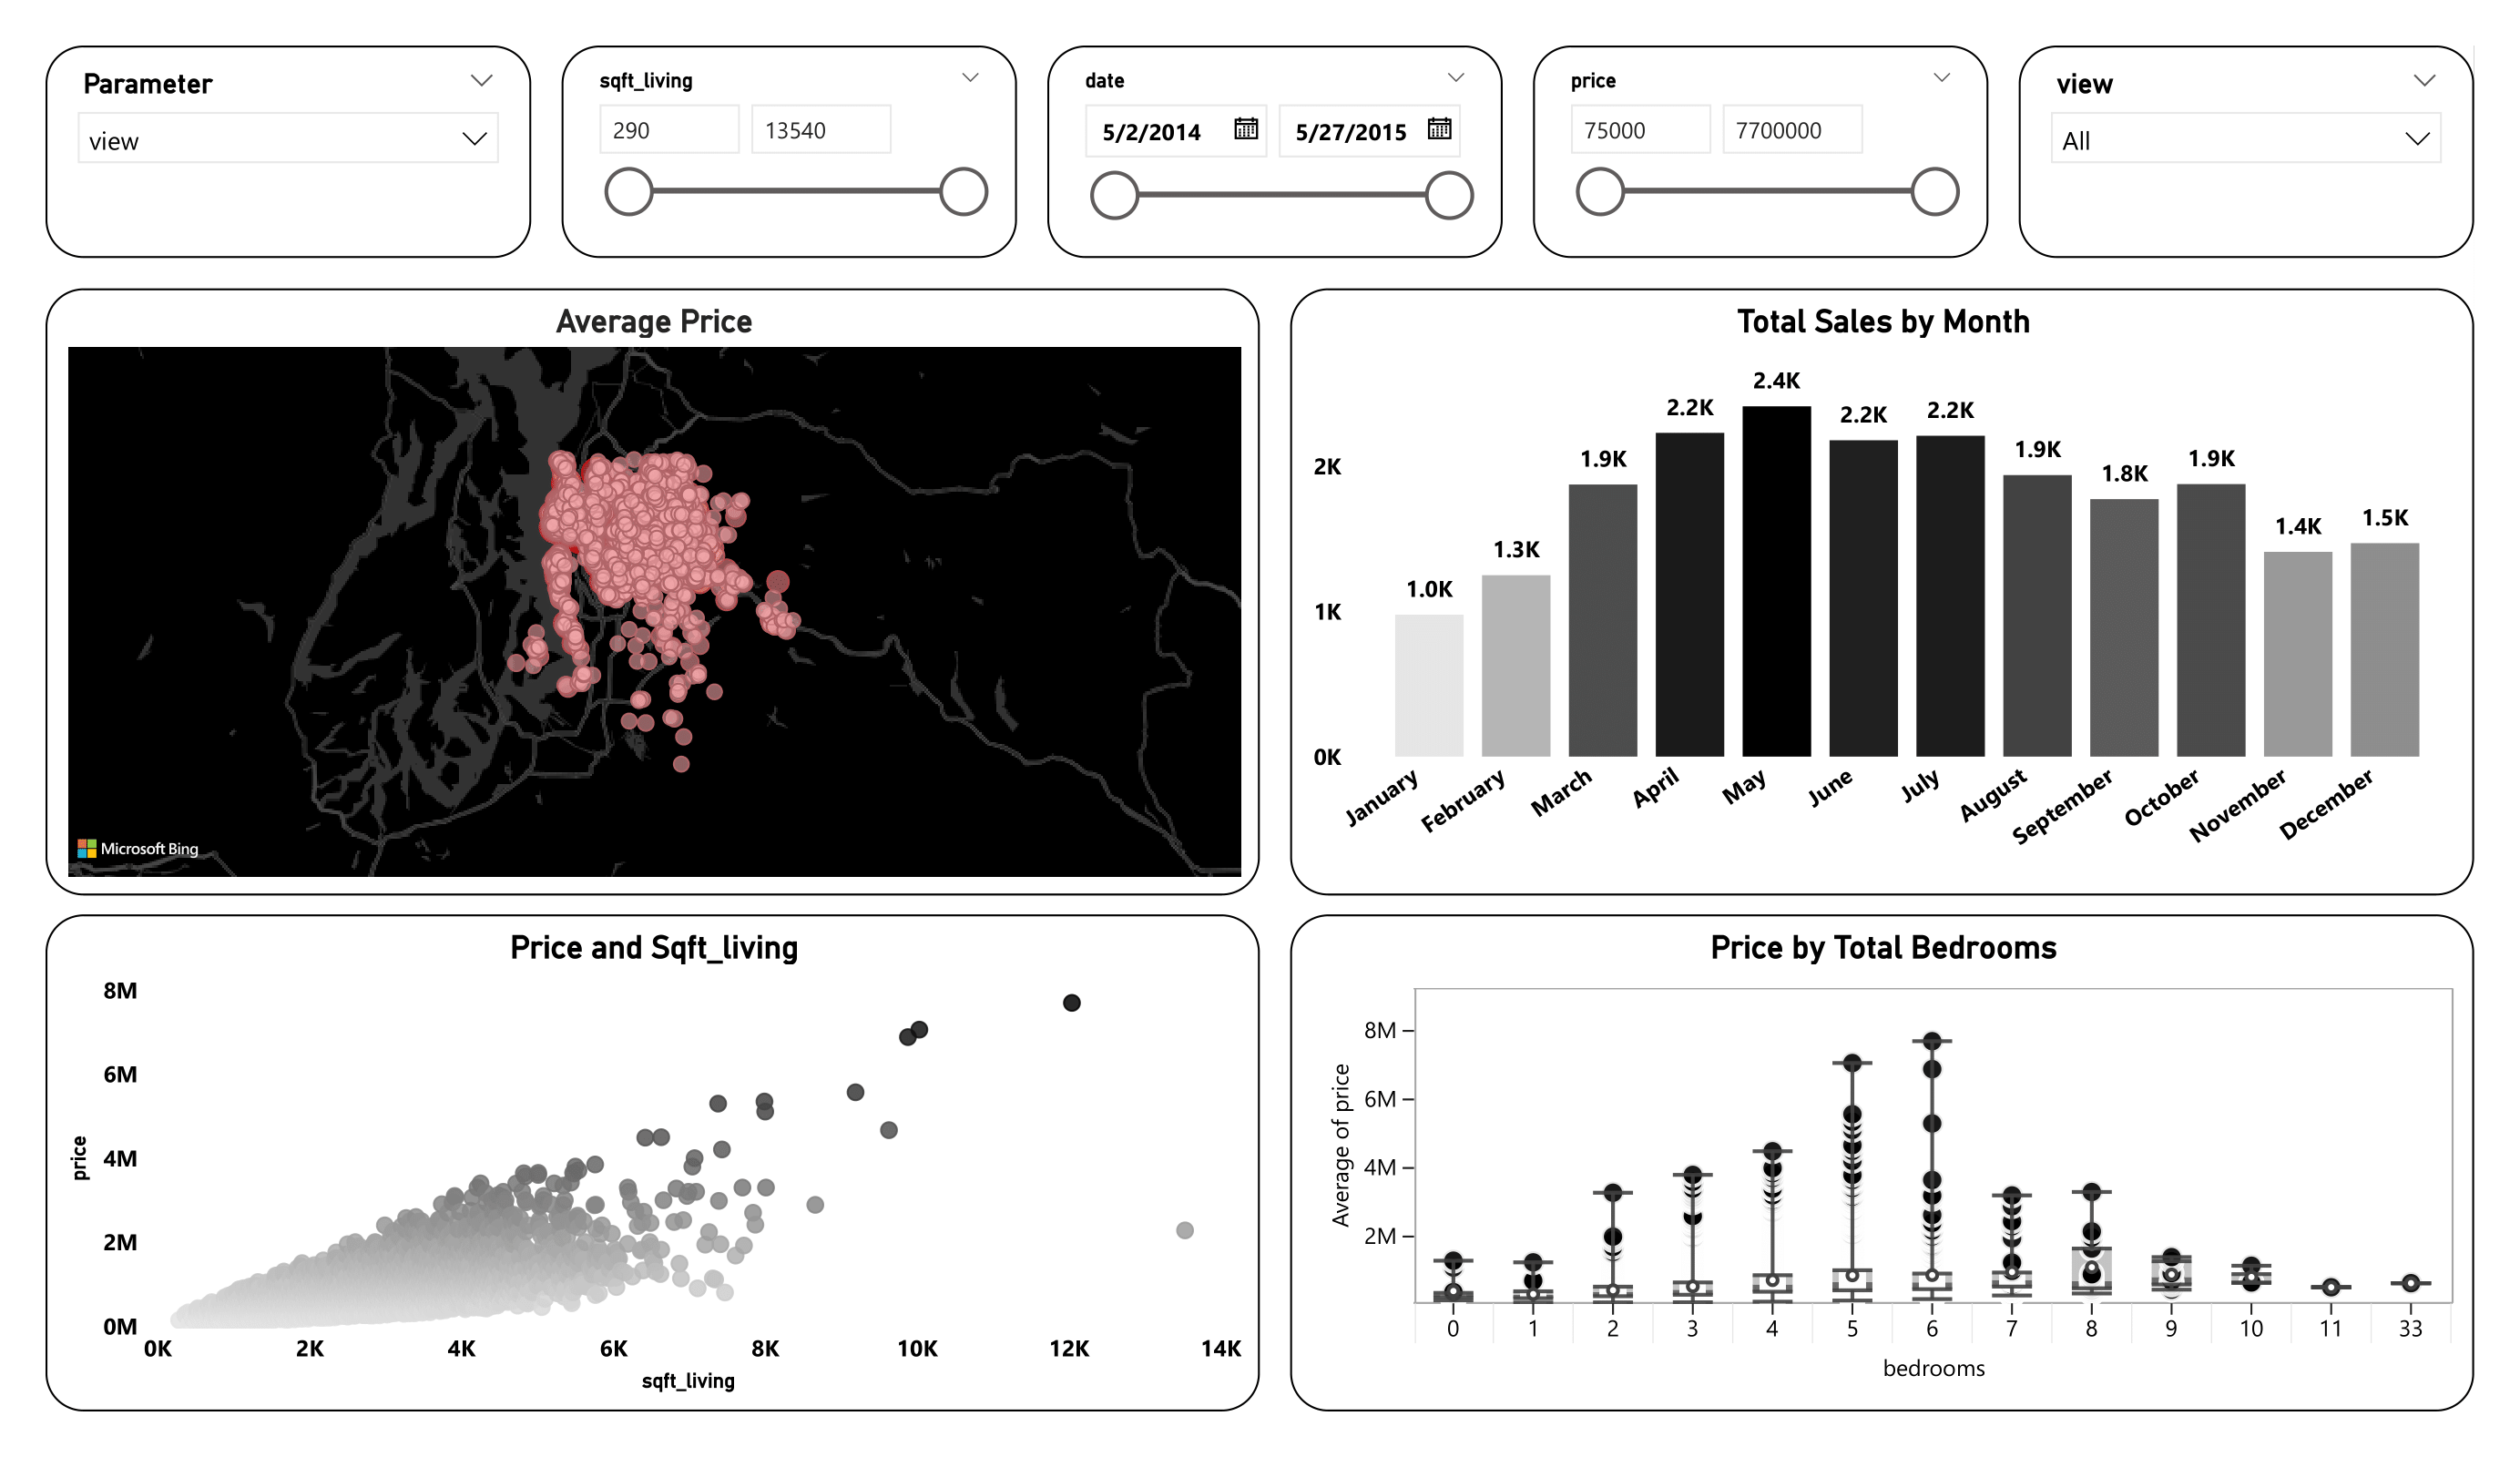 Parameter
view
sqft_living
290 13540
date
5/2/2014 5/27/2015
price
75000 7700000
view
All
Average Price
Microsoft Bing
Total Sales by Month
2K
1K
0K
1.0K 1.3K 1.9K 2.2K 2.4K 2.2K 2.2K 1.9K 1.8K 1.9K 1.4K 1.5K
January February March April May June July August September October November December
Price and Sqft_living
price
8M
6M
4M
2M
0M
0K 2K 4K 6K 8K 10K 12K 14K
sqft_living
Price by Total Bedrooms
Average of price
8M
6M
4M
2M
0 1 2 3 4 5 6 7 8 9 10 11 33
bedrooms